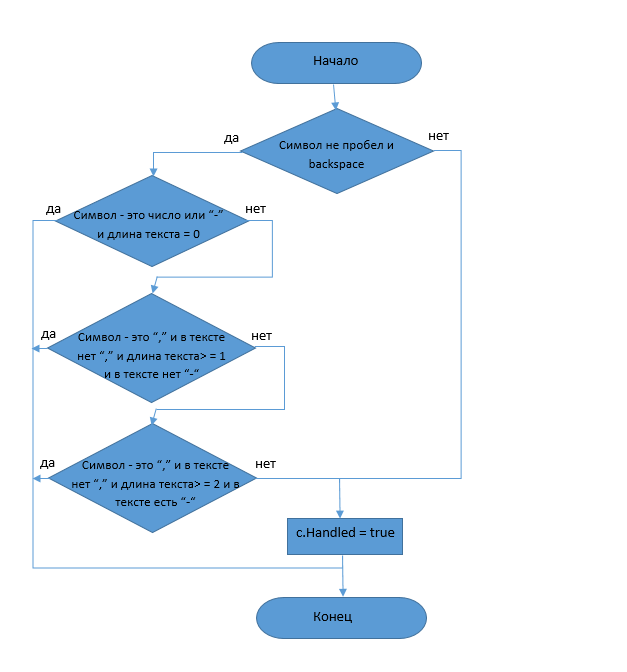 Начало
да
нет
Символ не пробел и
backspace
да
нет
Символ - это число или “-”
и длина текста = 0
да
нет
Символ - это “,” и в тексте
нет “,” и длина текста> = 1
и в тексте нет “-“
да
нет
Символ - это “,” и в тексте
нет “,” и длина текста> = 2 и в
тексте есть “-“
c.Handled = true
Конец